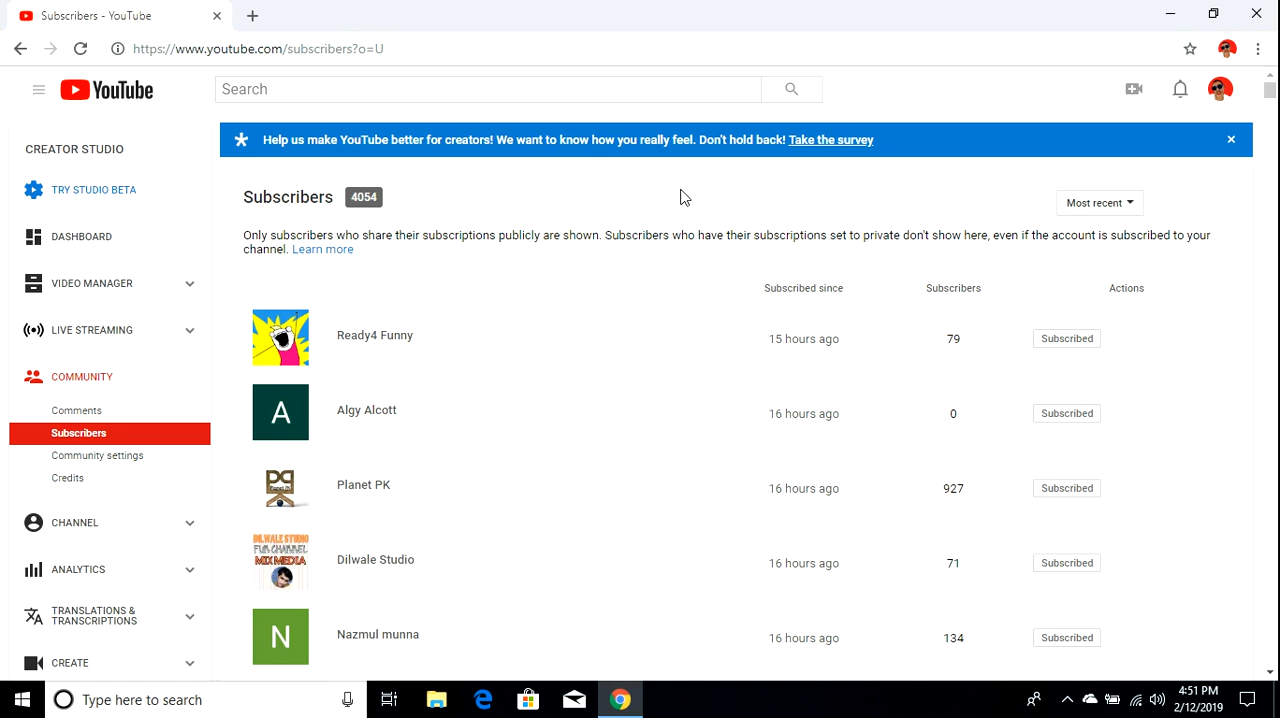 Subscribers - YouTube
https://www.youtube.com/subscribers?o=U
YouTube
Search
CREATOR STUDIO
TRY STUDIO BETA
DASHBOARD
VIDEO MANAGER
LIVE STREAMING
COMMUNITY
Comments
Subscribers
Community settings
Credits
CHANNEL
ANALYTICS
TRANSLATIONS &
TRANSCRIPTIONS
CREATE
Help us make YouTube better for creators! We want to know how you really feel. Don't hold back! Take the survey
Subscribers 4054
Most recent
Only subscribers who share their subscriptions publicly are shown. Subscribers who have their subscriptions set to private don't show here, even if the account is subscribed to your
channel. Learn more
Subscribed since Subscribers Actions
Ready4 Funny 15 hours ago 79 Subscribed
A Algy Alcott 16 hours ago 0 Subscribed
Planet PK 16 hours ago 927 Subscribed
DILWALE STUDIO
FUN CHANNEL
MIX MEDIA
Dilwale Studio 16 hours ago 71 Subscribed
N Nazmul munna 16 hours ago 134 Subscribed
Type here to search
4:51 PM
2/12/2019